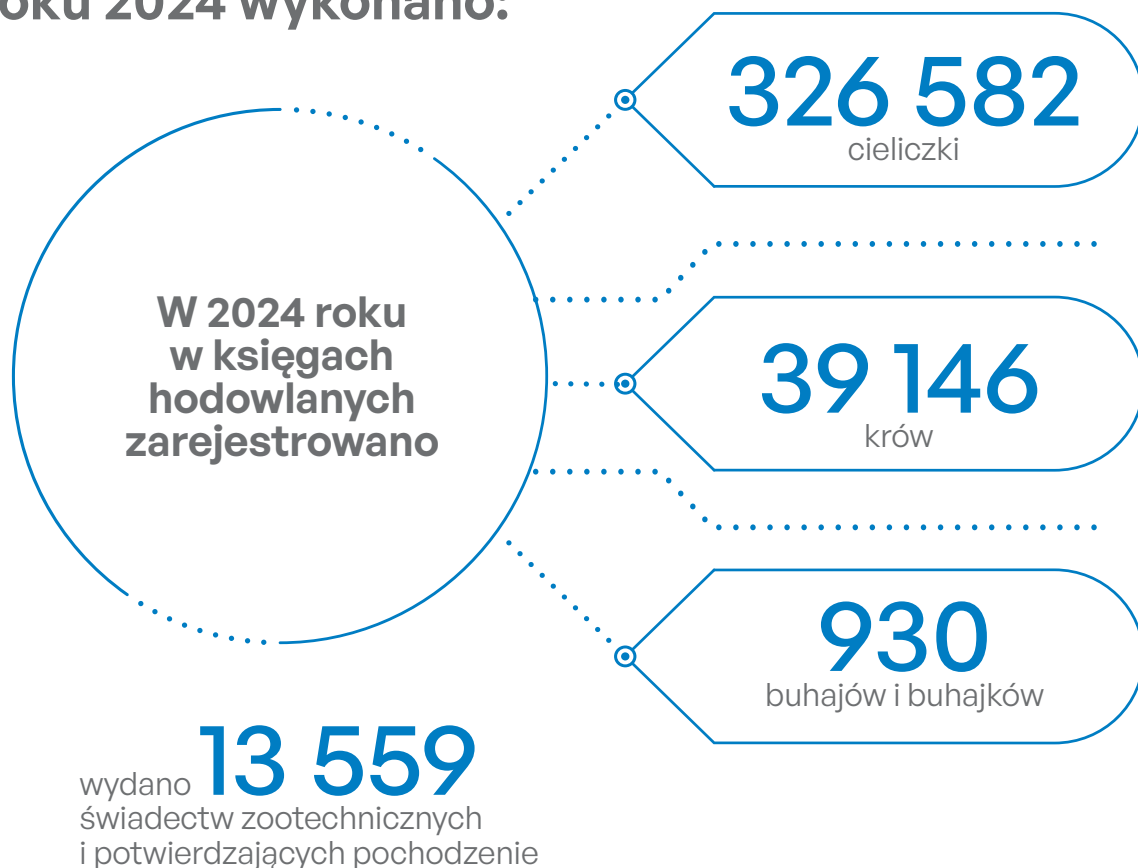 oku 2024 wykonano:
326 582
cieliczki
W 2024 roku
w księgach
hodowlanych
zarejestrowano
39 146
krów
930
buhajów i buhajków
wydano 13 559
świadectw zootechnicznych
i potwierdzających pochodzenie